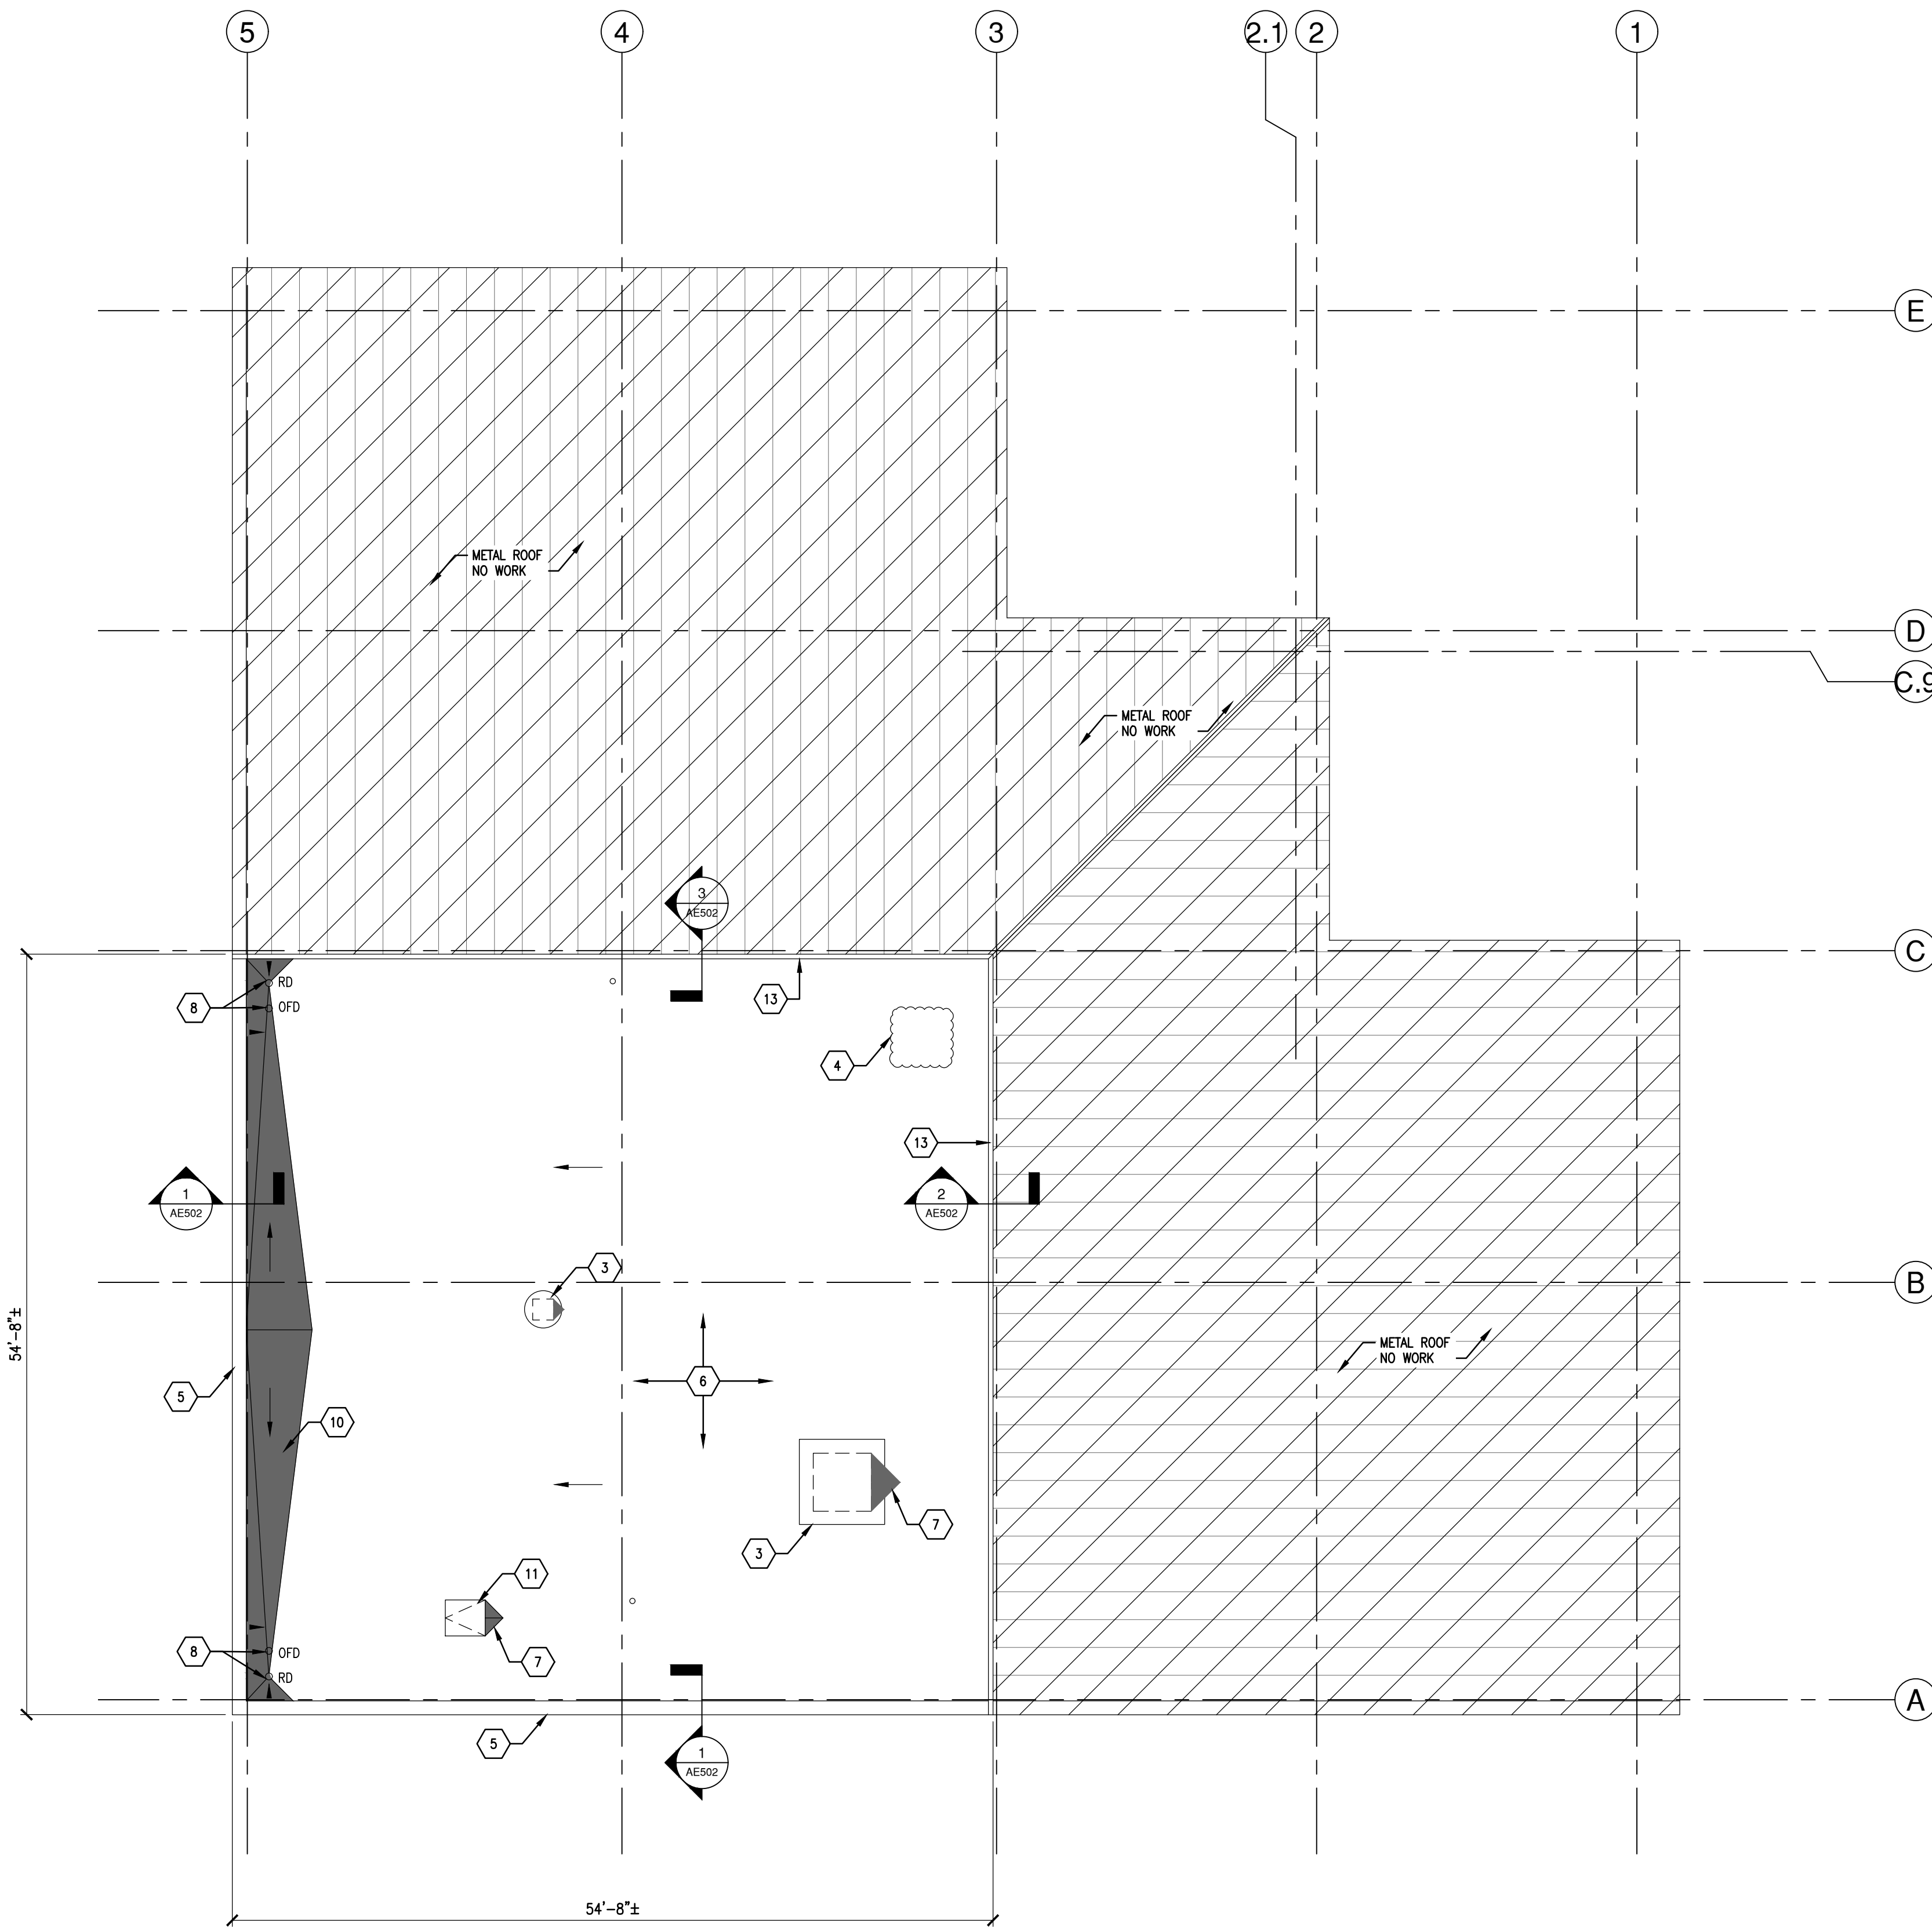 5
4
3
2.1
2
1
E
METAL ROOF
NO WORK
D
C.9
METAL ROOF
NO WORK
3
AE502
C
RD
8
OFD
13
4
13
1
AE502
2
AE502
3
B
54'-8"±
METAL ROOF
NO WORK
6
5
10
7
3
11
7
8
OFD
RD
A
5
1
AE502
54'-8"±